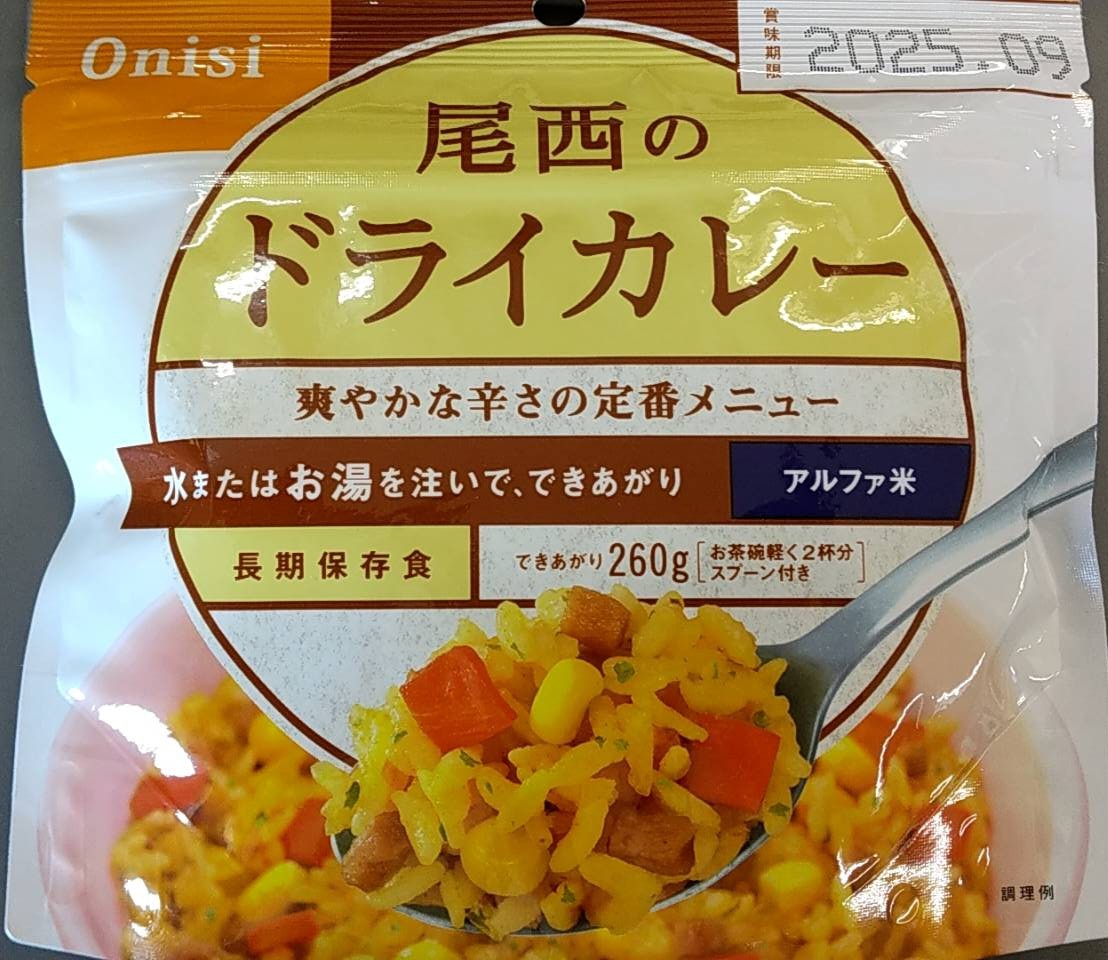 Onisi
賞味期限
2025.09
尾西の
ドライカレー
爽やかな辛さの定番メニュー
水またはお湯を注いで、できあがり
アルファ米
長期保存食
できあがり260g [お茶碗軽く2杯分
スプーン付き]
調理例